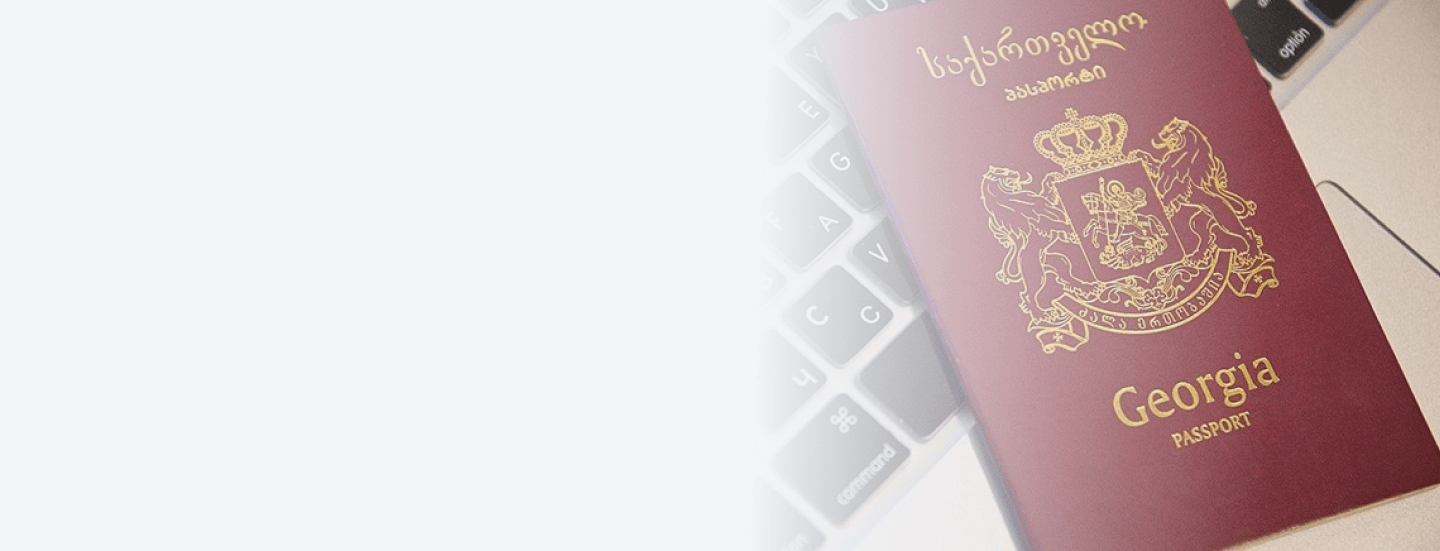 საქართველო
პასპორტი
ძალა ერთობაშია
Georgia
PASSPORT
option
U
Y
E
G
F
A
V
C
C
Ч
⌘
command